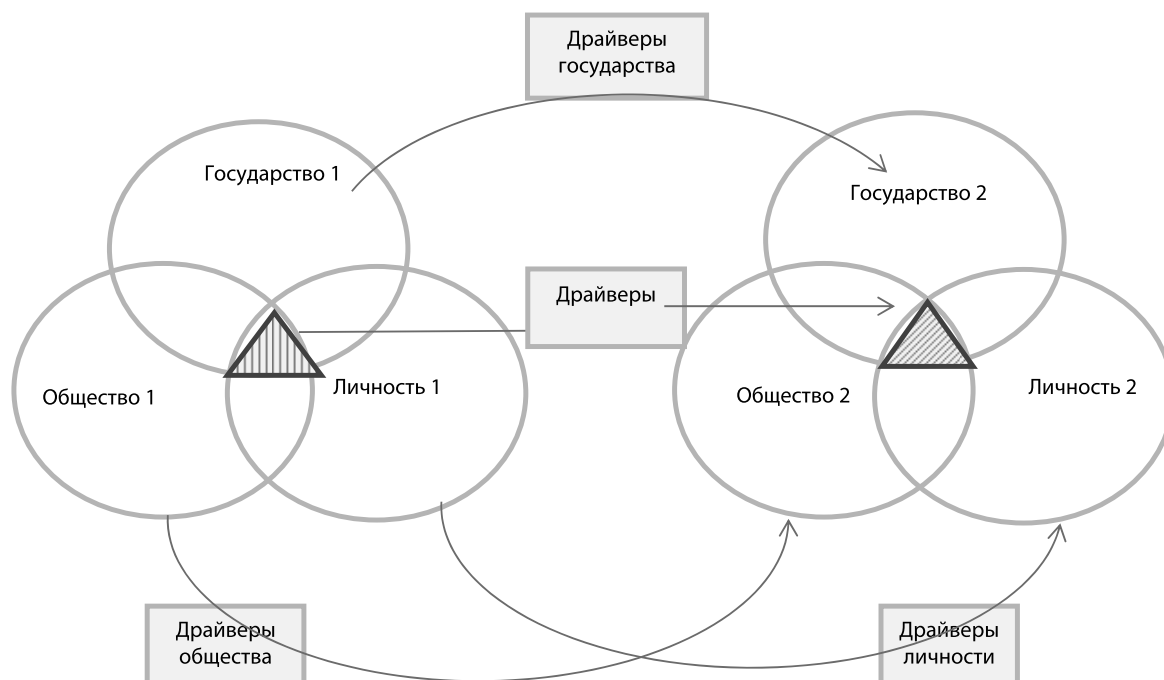 Драйверы
государства
Государство 1
Государство 2
Драйверы
Общество 1
Личность 1
Общество 2
Личность 2
Драйверы
общества
Драйверы
личности